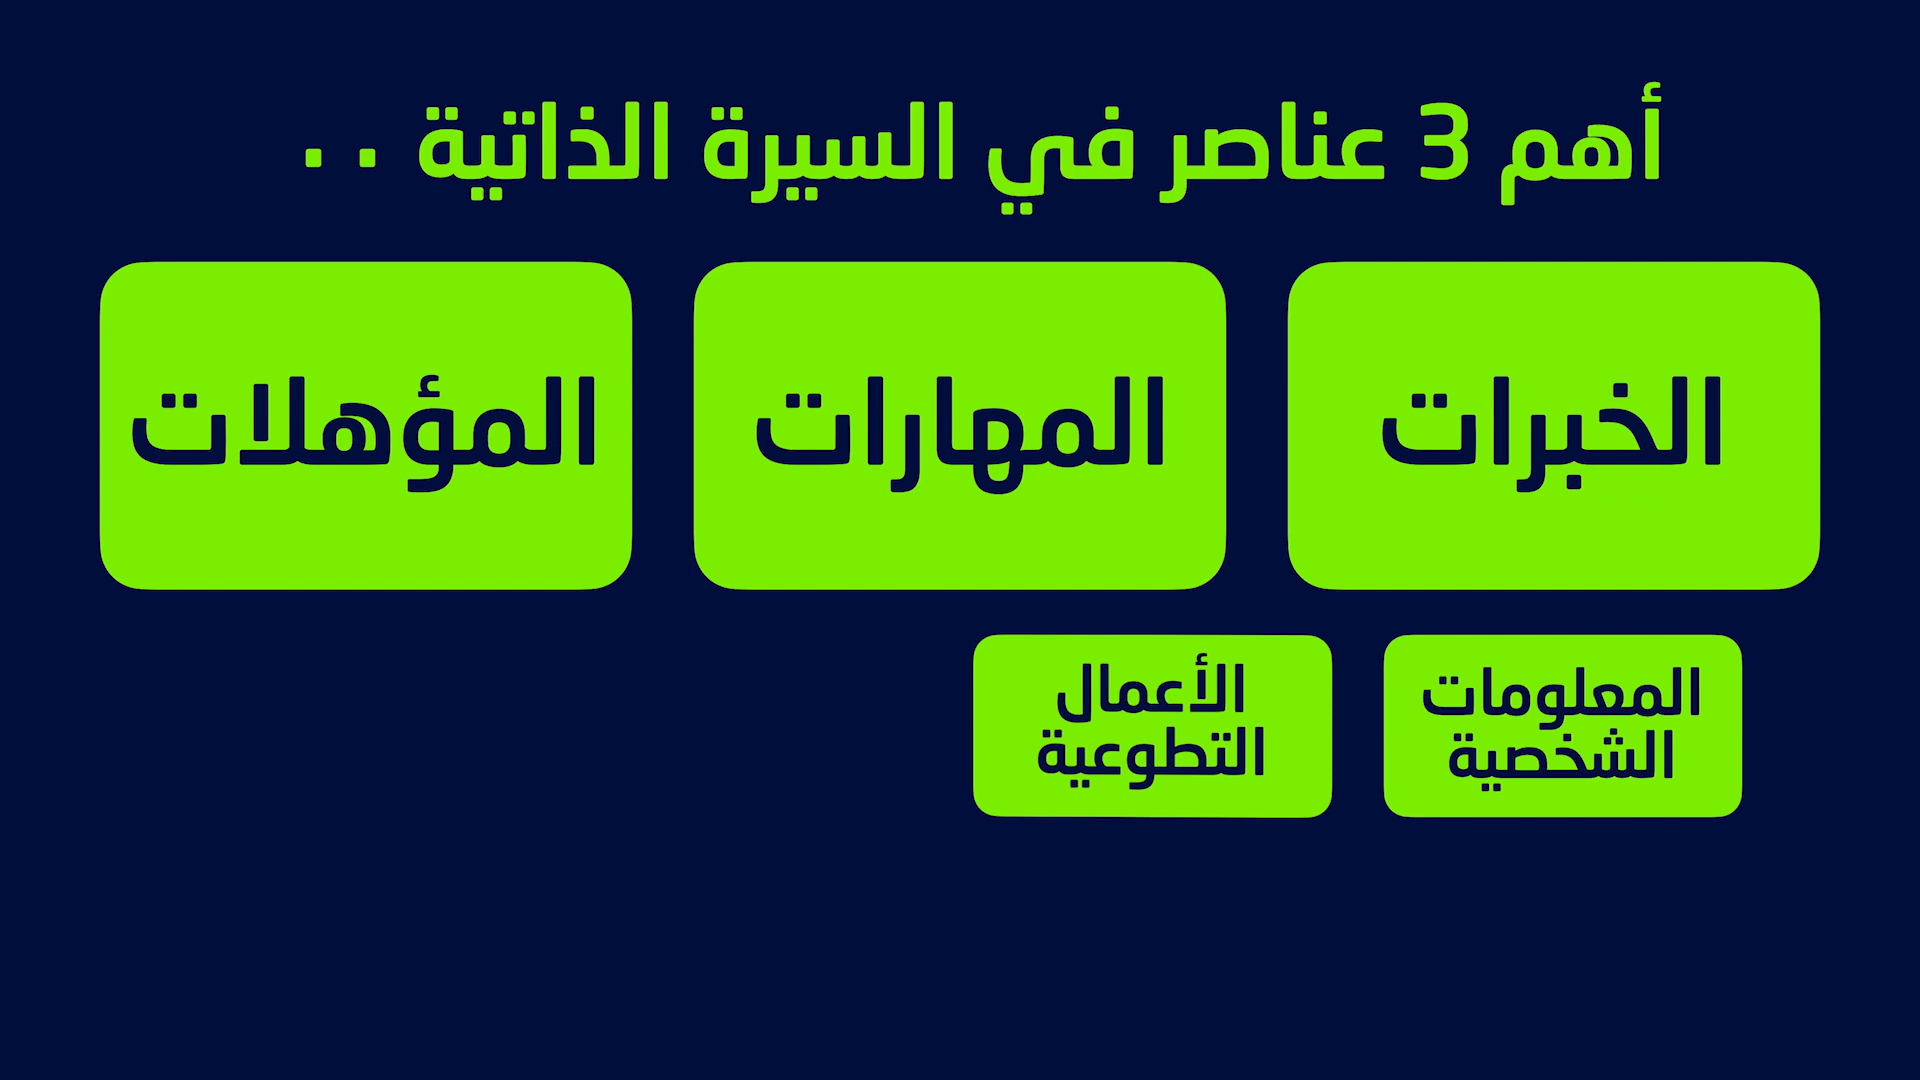 أهم 3 عناصر في السيرة الذاتية ..
الخبرات
المهارات
المؤهلات
المعلومات
الشخصية
الأعمال
التطوعية